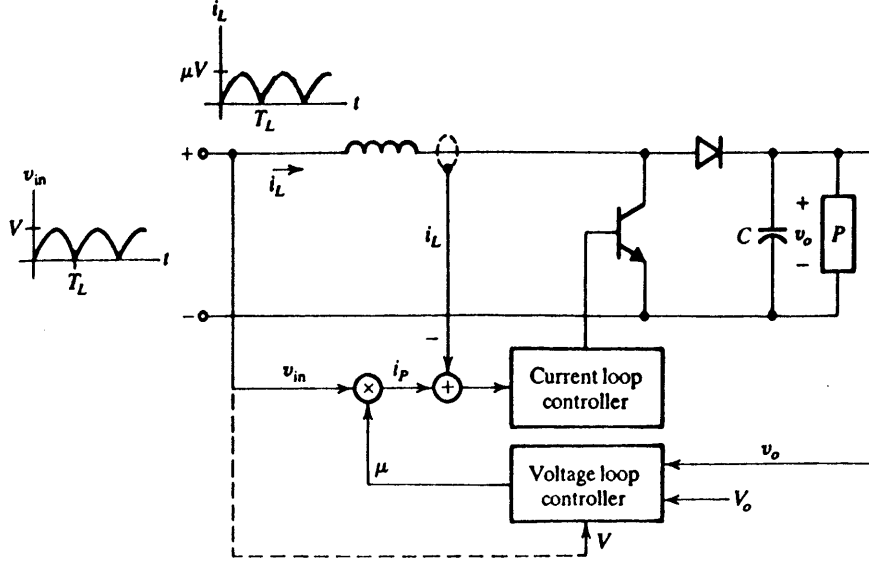 i_L
μV
t
T_L
+
i_L
v_in
V
t
T_L
i_L
C
+
v_o
−
P
−
−
v_in
×
i_P
+
Current loop
controller
μ
Voltage loop
controller
v_o
V_o
V